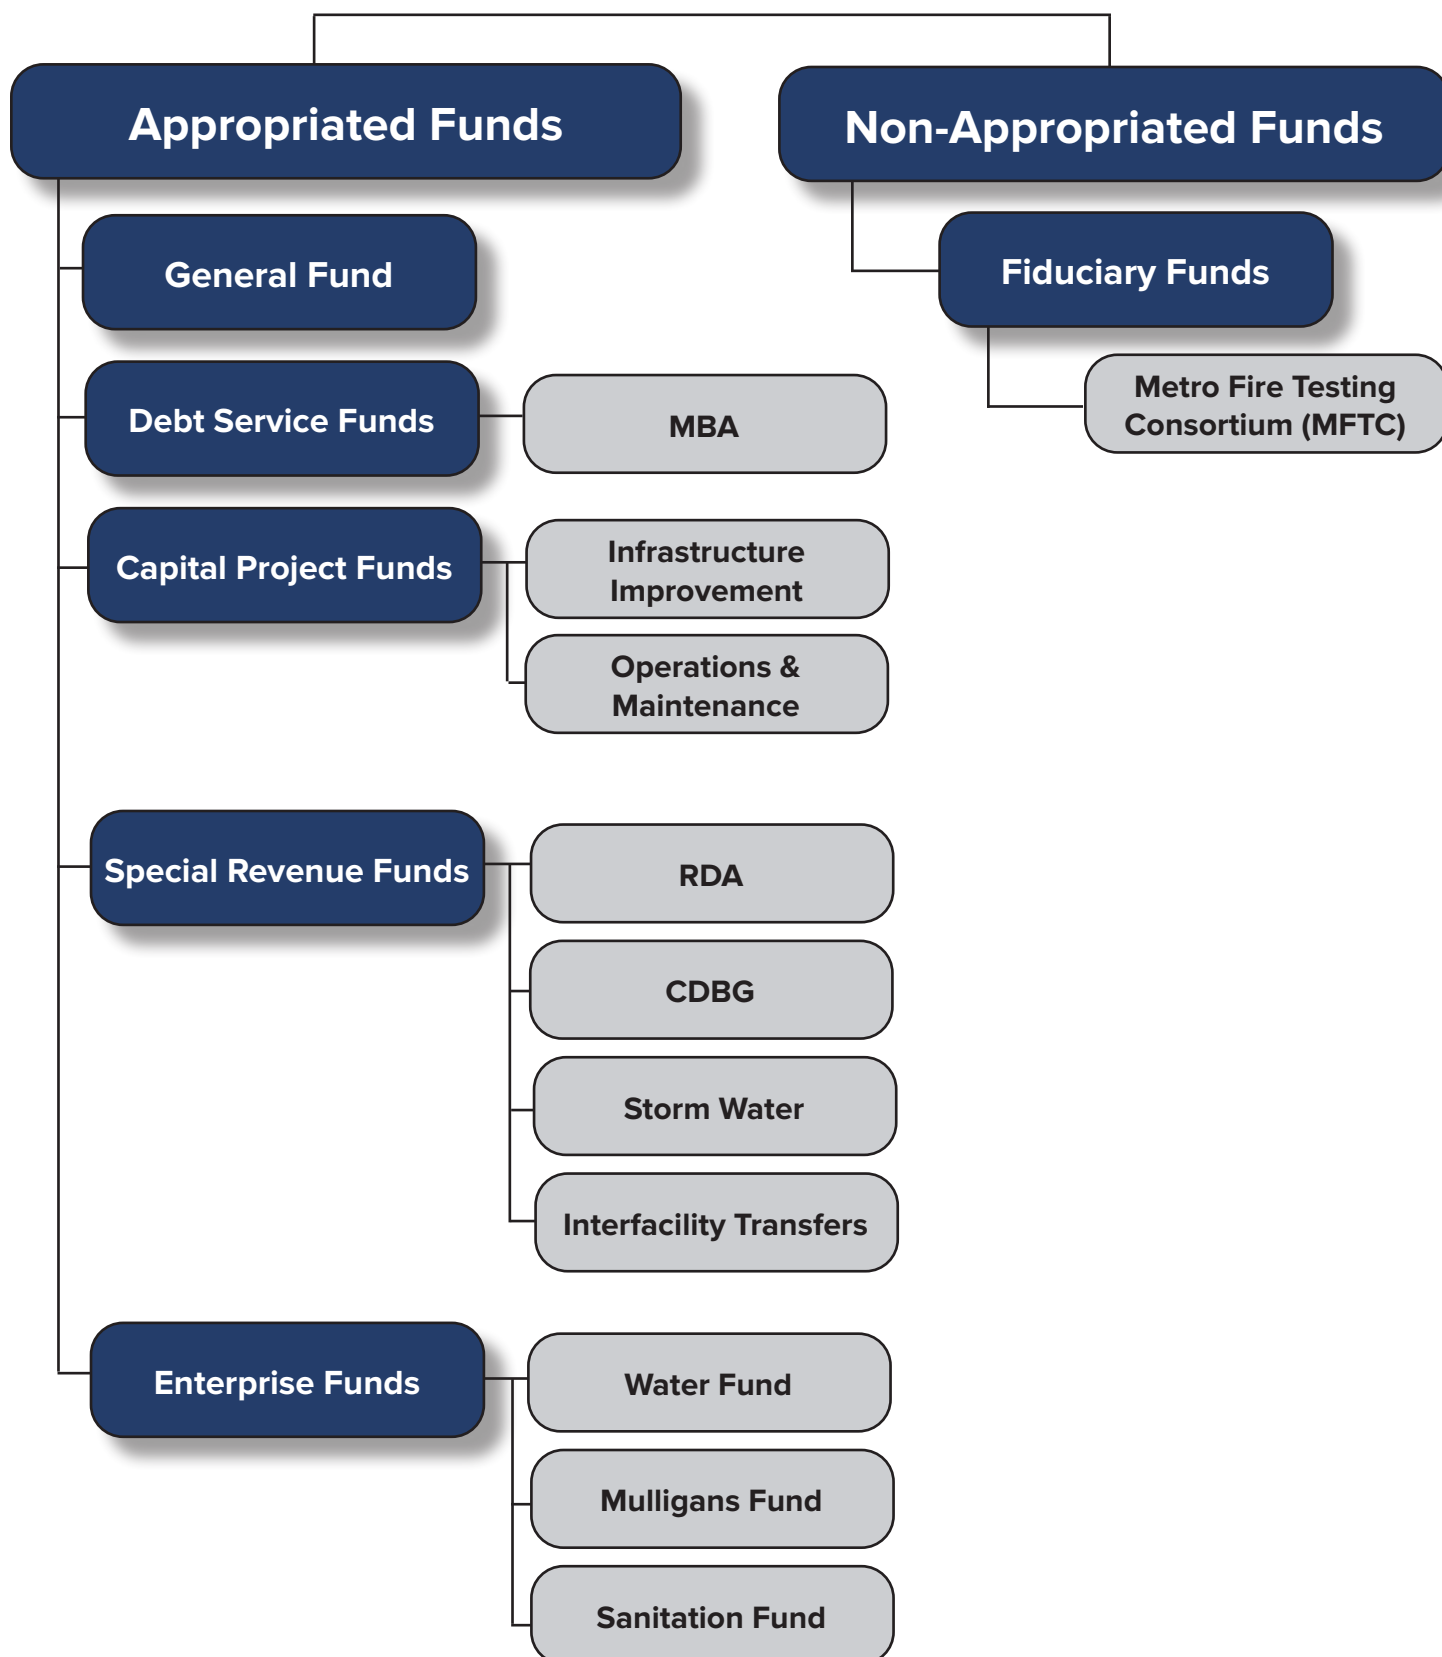 Appropriated Funds
Non-Appropriated Funds
General Fund
Fiduciary Funds
Metro Fire Testing
Consortium (MFTC)
Debt Service Funds
MBA
Capital Project Funds
Infrastructure
Improvement
Operations &
Maintenance
Special Revenue Funds
RDA
CDBG
Storm Water
Interfacility Transfers
Enterprise Funds
Water Fund
Mulligans Fund
Sanitation Fund